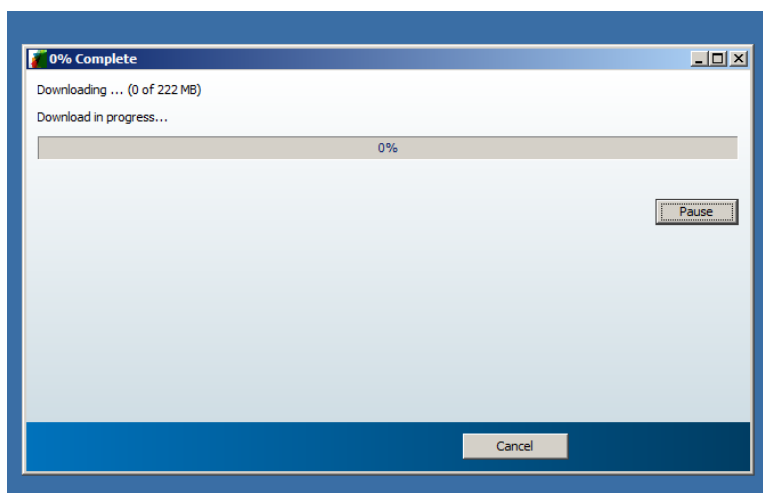 0% Complete
Downloading ... (0 of 222 MB)
Download in progress...
0%
Pause
Cancel